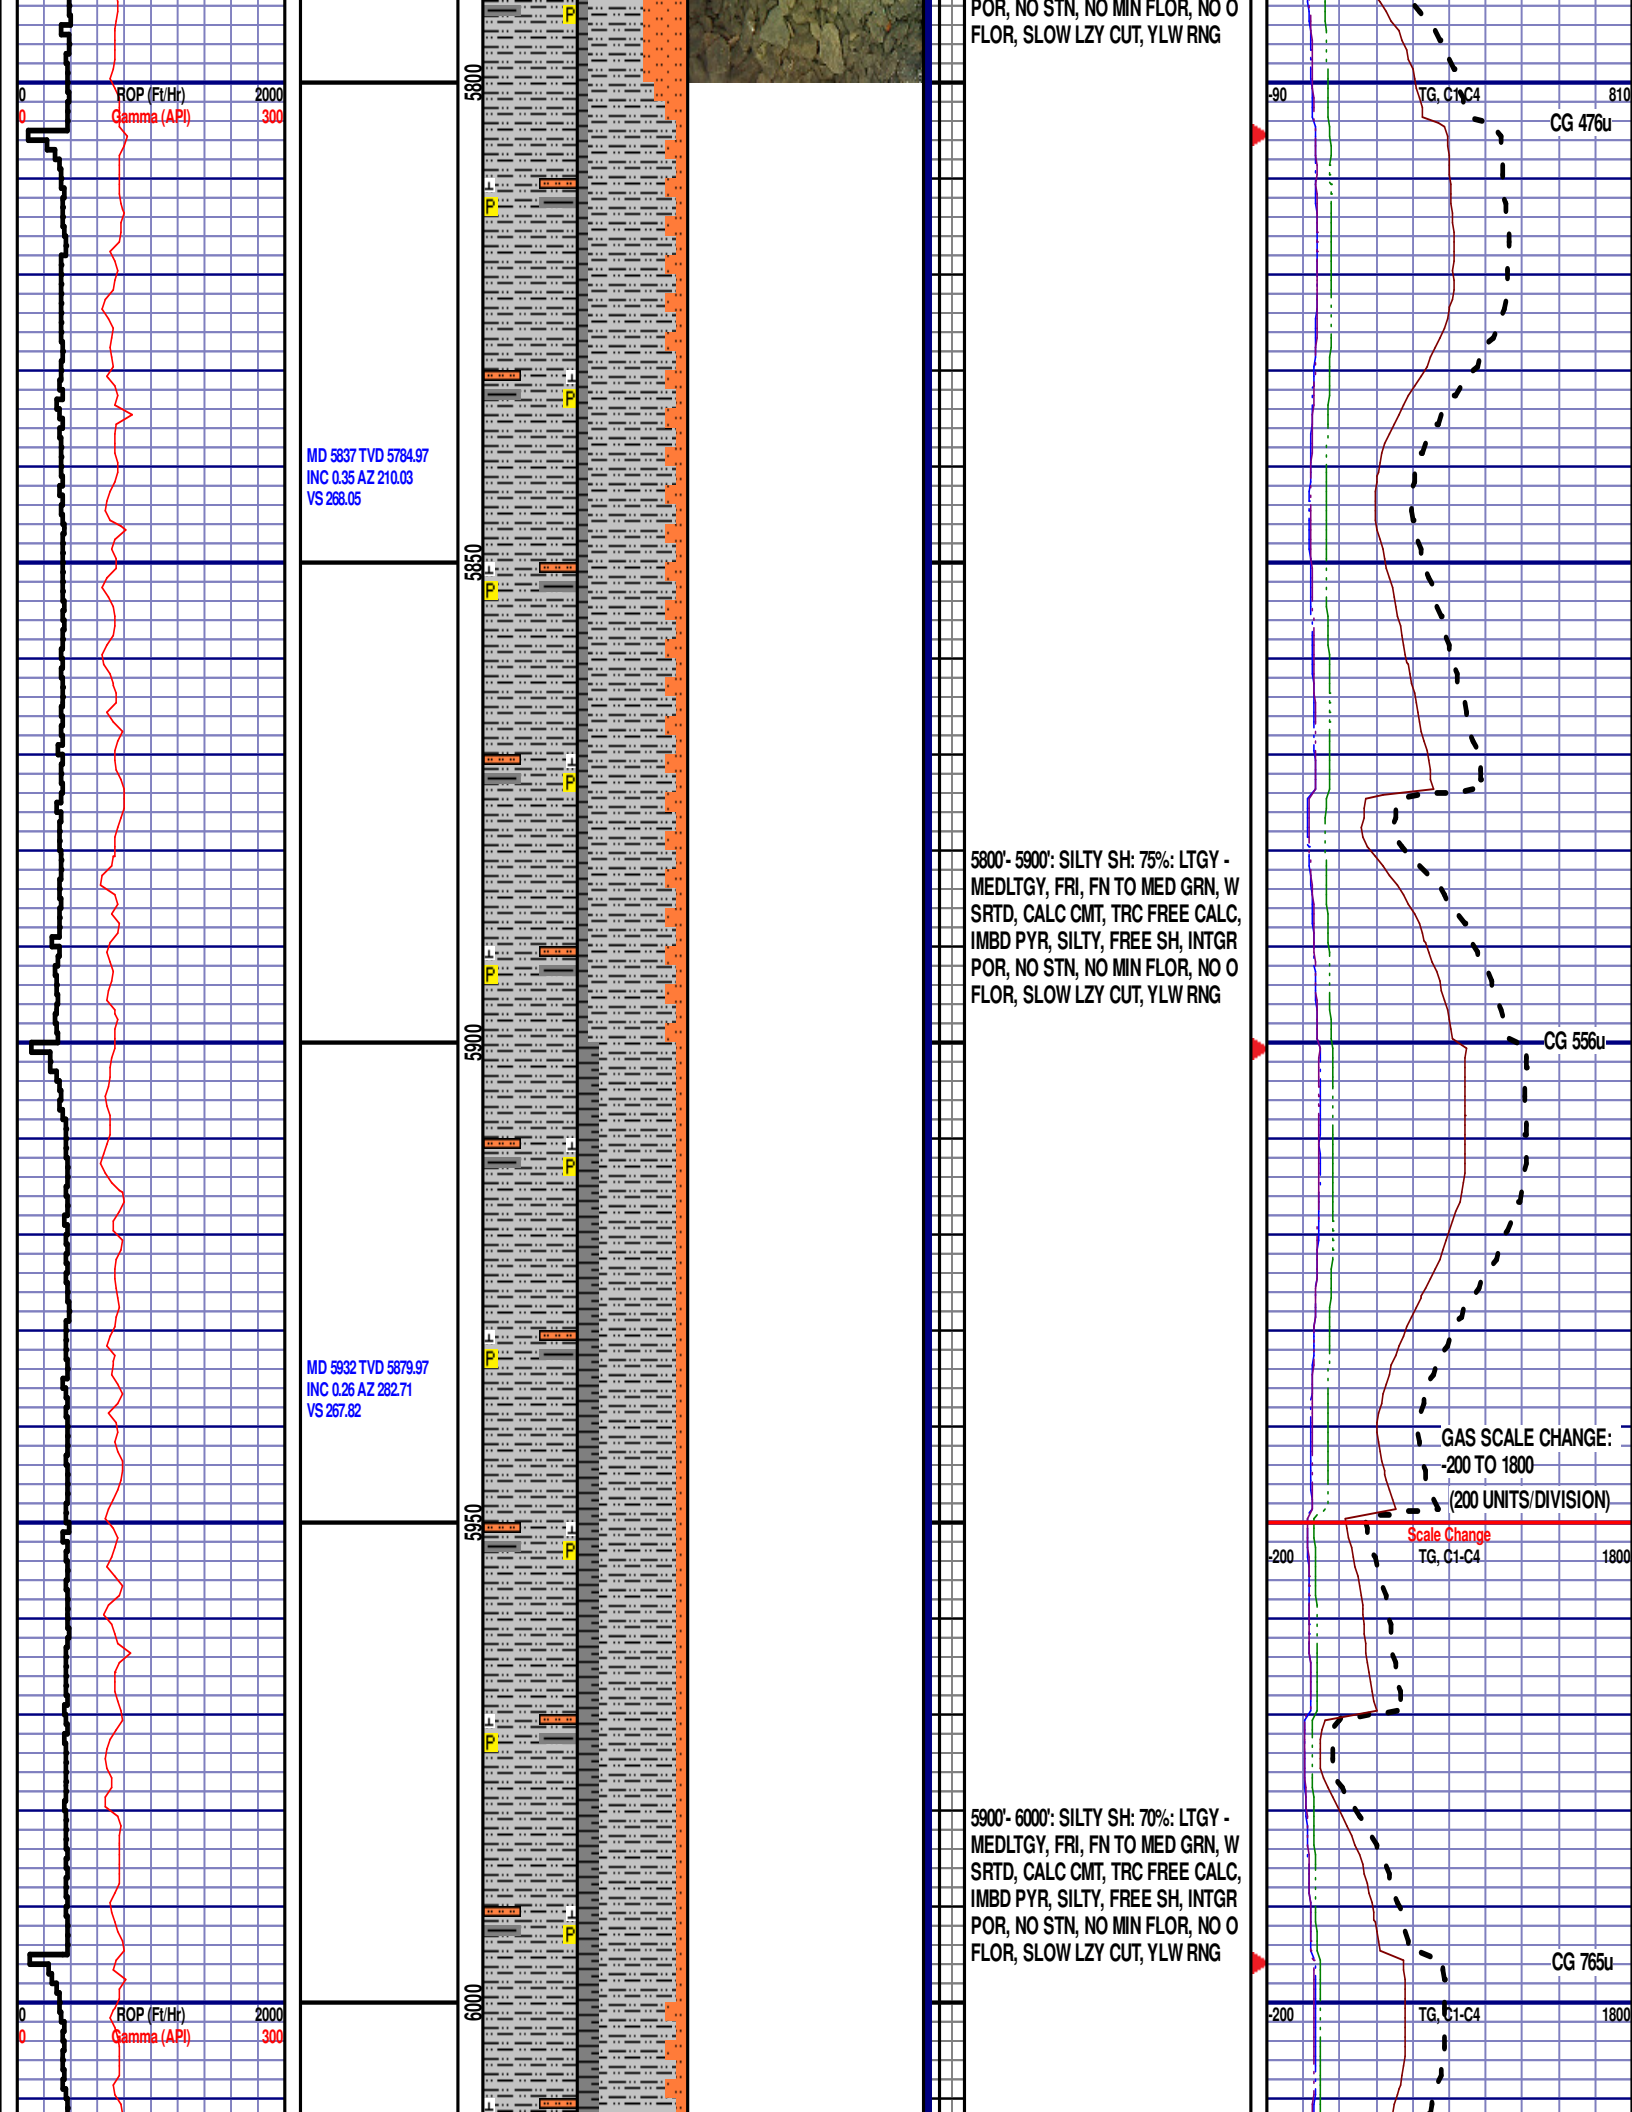 POR, NO STN, NO MIN FLOR, NO O
FLOR, SLOW LZY CUT, YLW RNG
P
5800
0 ROP (Ft/Hr) 2000
0 Gamma (API) 300
-90 TG, C1-C4 810
CG 476u
P
P
MD 5837 TVD 5784.97
INC 0.35 AZ 210.03
VS 268.05
5850
P
P
5800'- 5900': SILTY SH: 75%: LTGY -
MEDLTGY, FRI, FN TO MED GRN, W
SRTD, CALC CMT, TRC FREE CALC,
IMBD PYR, SILTY, FREE SH, INTGR
POR, NO STN, NO MIN FLOR, NO O
FLOR, SLOW LZY CUT, YLW RNG
P
5900
CG 556u
P
P
MD 5932 TVD 5879.97
INC 0.26 AZ 282.71
VS 267.82
GAS SCALE CHANGE:
-200 TO 1800
(200 UNITS/DIVISION)
5950
Scale Change
-200 TG, C1-C4 1800
P
P
5900'- 6000': SILTY SH: 70%: LTGY -
MEDLTGY, FRI, FN TO MED GRN, W
SRTD, CALC CMT, TRC FREE CALC,
IMBD PYR, SILTY, FREE SH, INTGR
POR, NO STN, NO MIN FLOR, NO O
FLOR, SLOW LZY CUT, YLW RNG
P
CG 765u
6000
0 ROP (Ft/Hr) 2000
0 Gamma (API) 300
-200 TG, C1-C4 1800